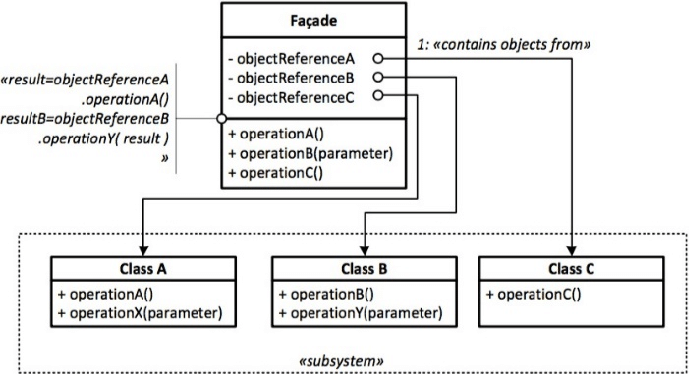 Façade
1: «contains objects from»
- objectReferenceA
- objectReferenceB
- objectReferenceC
«result=objectReferenceA
.operationA()
resultB=objectReferenceB
.operationY( result )
»
+ operationA()
+ operationB(parameter)
+ operationC()
Class A
+ operationA()
+ operationX(parameter)
Class B
+ operationB()
+ operationY(parameter)
Class C
+ operationC()
«subsystem»